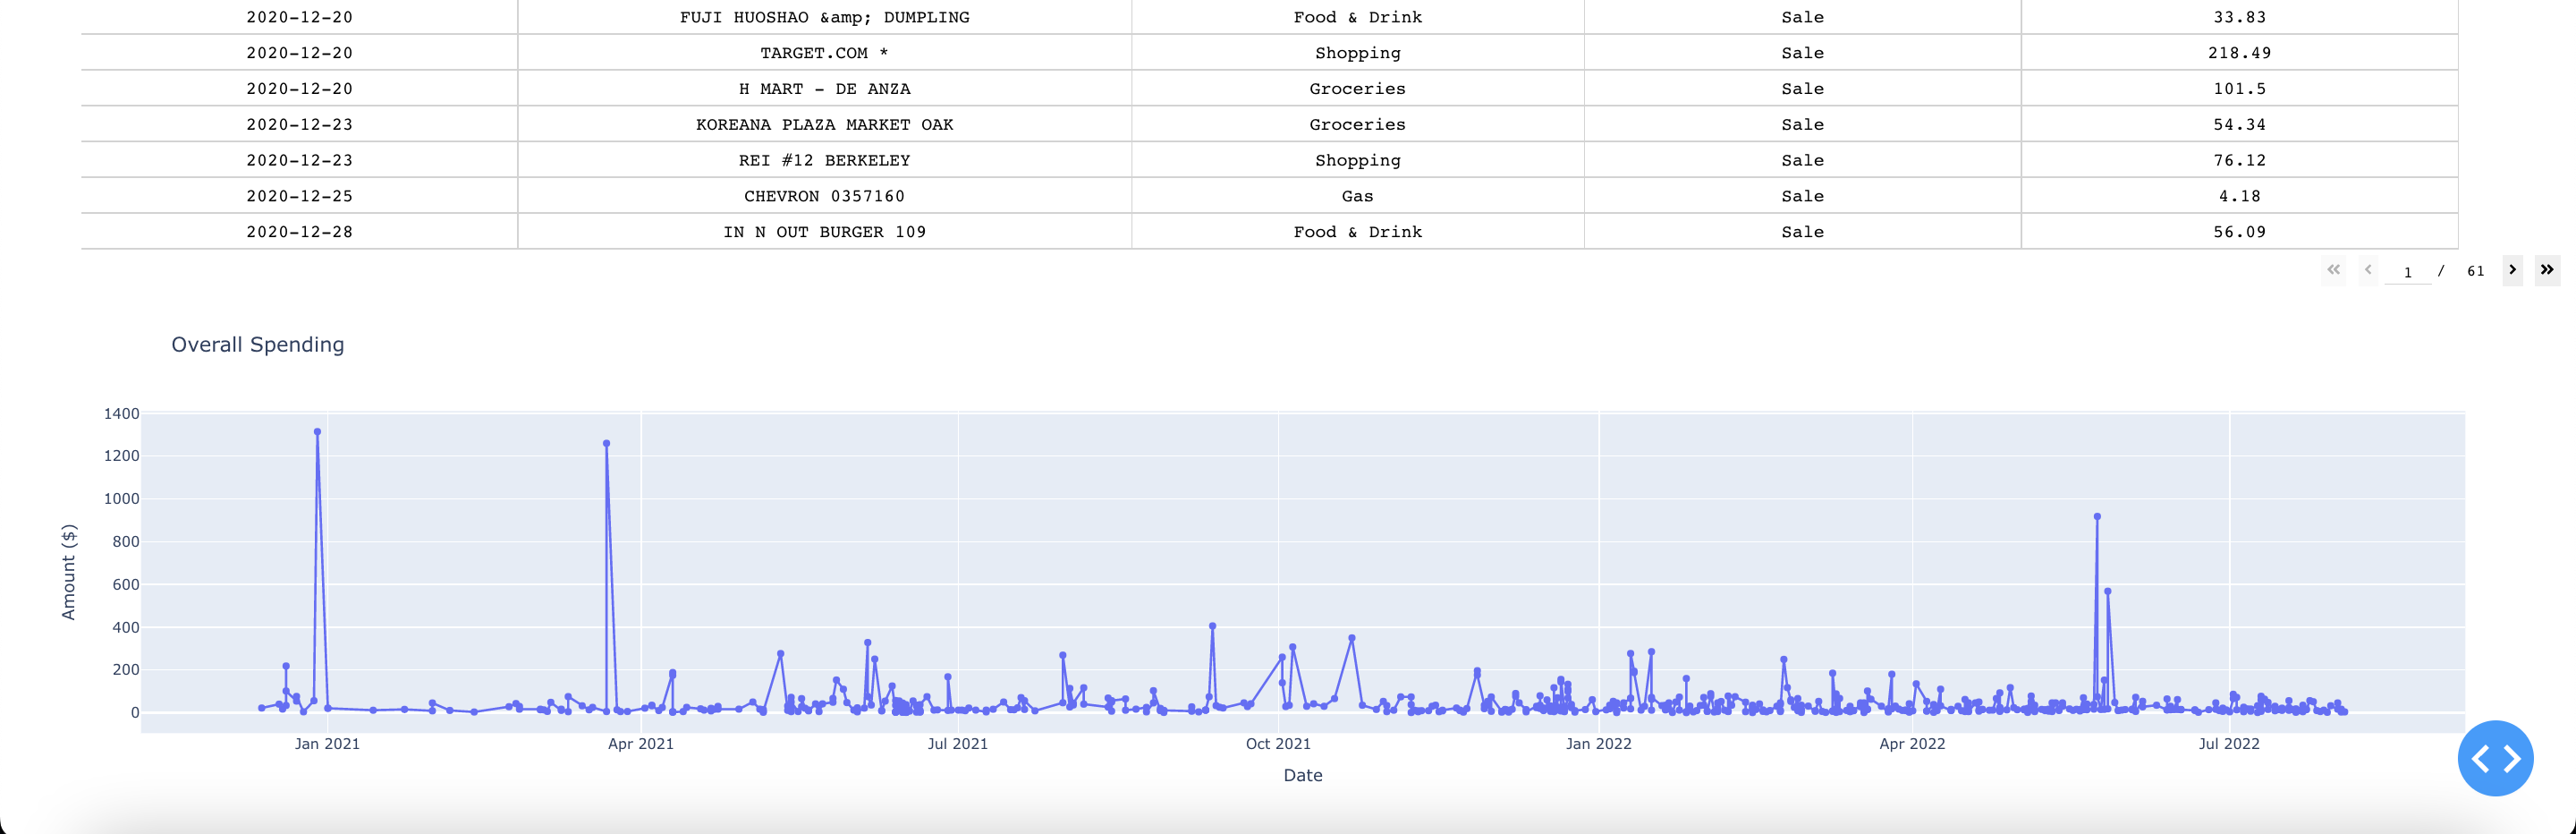 2020-12-20 FUJI HUOSHAO &amp; DUMPLING Food & Drink Sale 33.83
2020-12-20 TARGET.COM * Shopping Sale 218.49
2020-12-20 H MART - DE ANZA Groceries Sale 101.5
2020-12-23 KOREANA PLAZA MARKET OAK Groceries Sale 54.34
2020-12-23 REI #12 BERKELEY Shopping Sale 76.12
2020-12-25 CHEVRON 0357160 Gas Sale 4.18
2020-12-28 IN N OUT BURGER 109 Food & Drink Sale 56.09
« ‹ 1 / 61 › »
Overall Spending
Amount ($)
1400
1200
1000
800
600
400
200
0
Jan 2021 Apr 2021 Jul 2021 Oct 2021 Jan 2022 Apr 2022 Jul 2022
Date